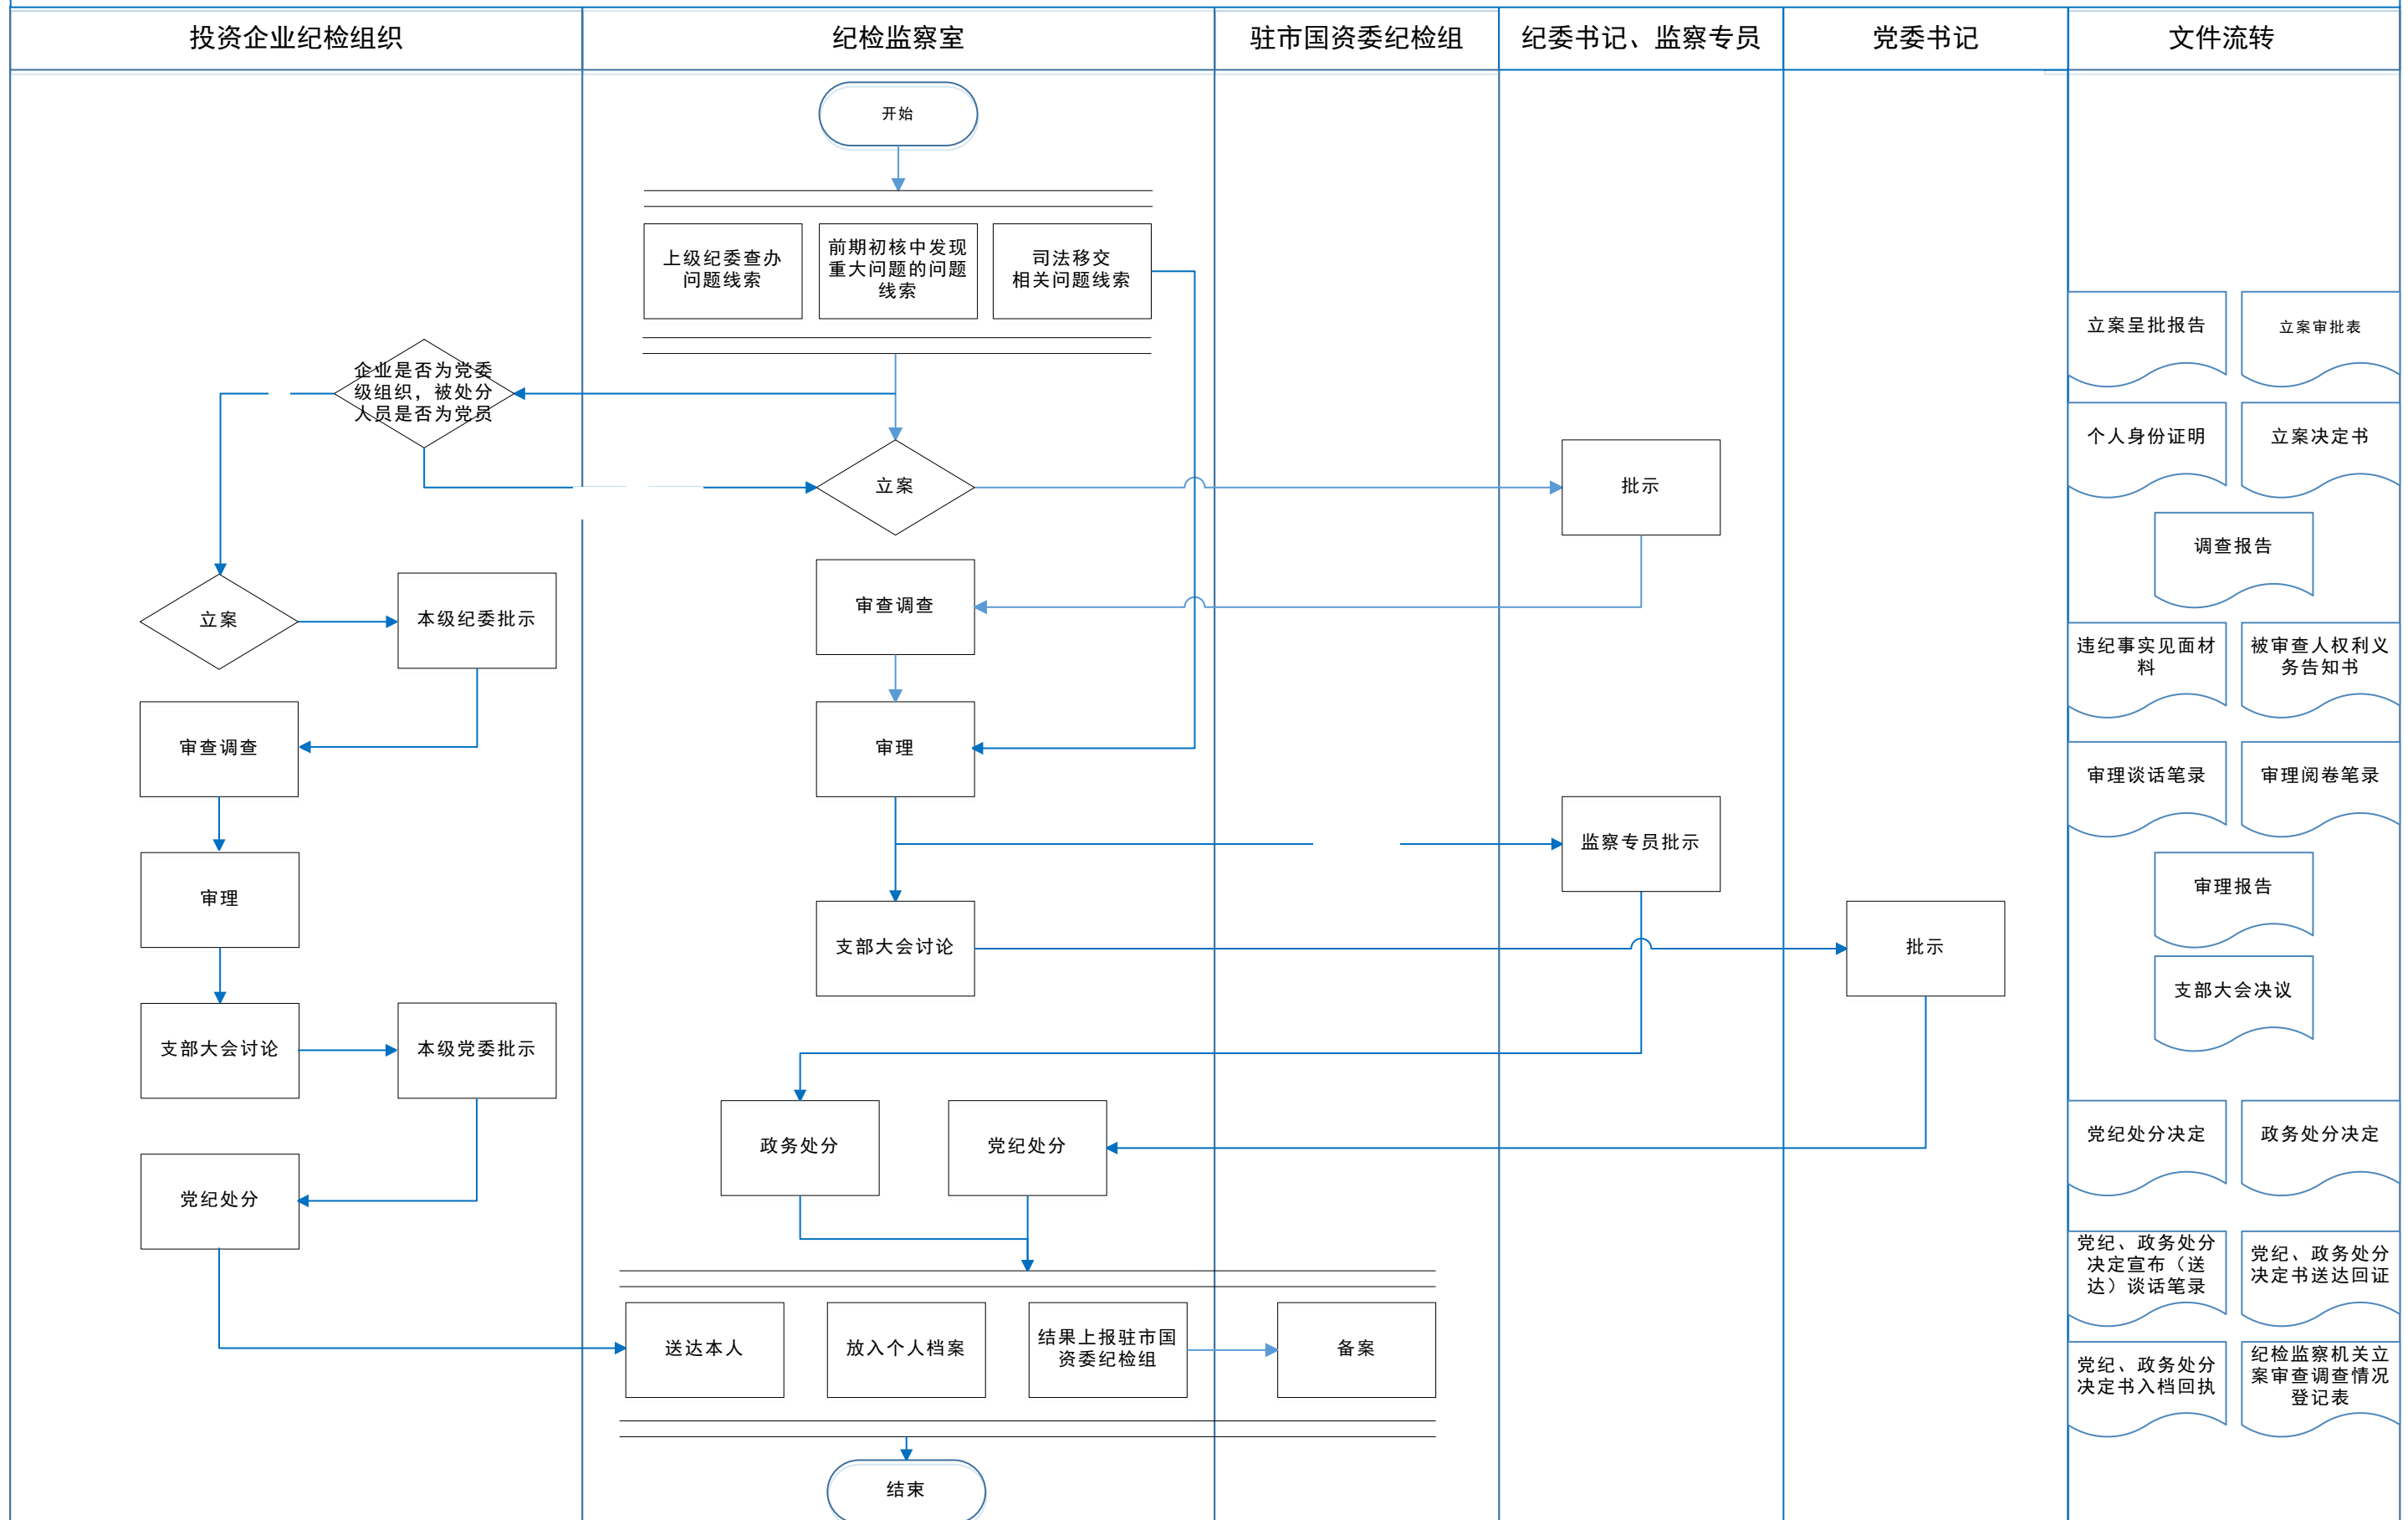 投资企业纪检组织
纪检监察室
驻市国资委纪检组
纪委书记、监察专员
党委书记
文件流转
开始
上级纪委查办
问题线索
前期初核中发现
重大问题的问题
线索
司法移交
相关问题线索
立案呈批报告
立案审批表
企业是否为党委
级组织，被处分
人员是否为党员
个人身份证明
立案决定书
立案
批示
调查报告
审查调查
立案
本级纪委批示
违纪事实见面材
料
被审查人权利义
务告知书
审查调查
审理
审理谈话笔录
审理阅卷笔录
监察专员批示
审理
审理报告
支部大会讨论
批示
支部大会决议
支部大会讨论
本级党委批示
政务处分
党纪处分
党纪处分决定
政务处分决定
党纪处分
党纪、政务处分
决定宣布（送
达）谈话笔录
党纪、政务处分
决定书送达回证
送达本人
放入个人档案
结果上报驻市国
资委纪检组
备案
党纪、政务处分
决定书入档回执
纪检监察机关立
案审查调查情况
登记表
结束